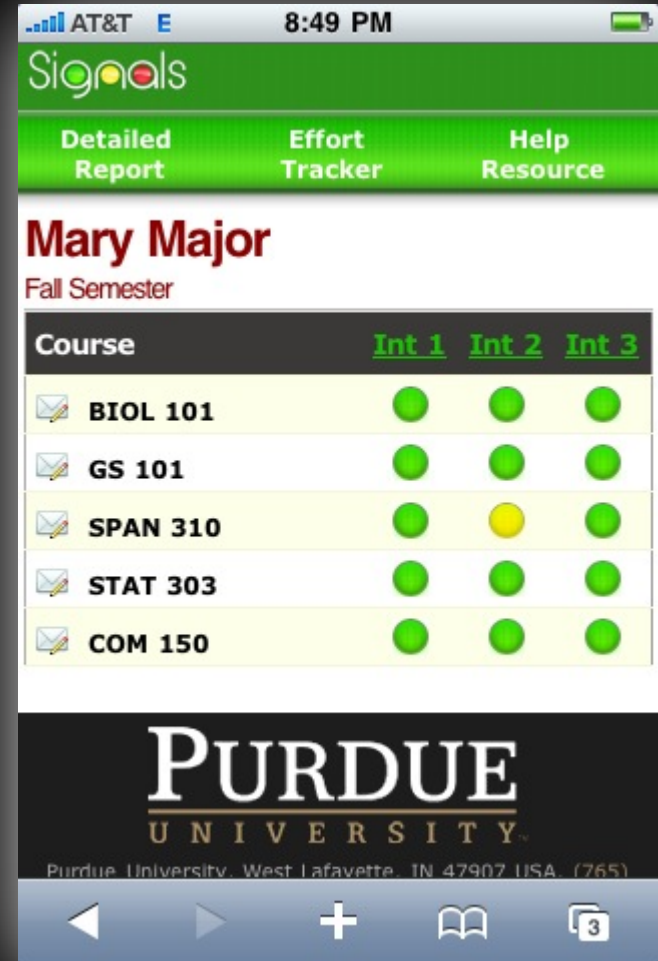 AT&T E 8:49 PM
Signals
Detailed Report Effort Tracker Help Resource
Mary Major
Fall Semester
Course Int 1 Int 2 Int 3
BIOL 101
GS 101
SPAN 310
STAT 303
COM 150
PURDUE
UNIVERSITY
Purdue University, West Lafayette, IN 47907 USA, (765)
3